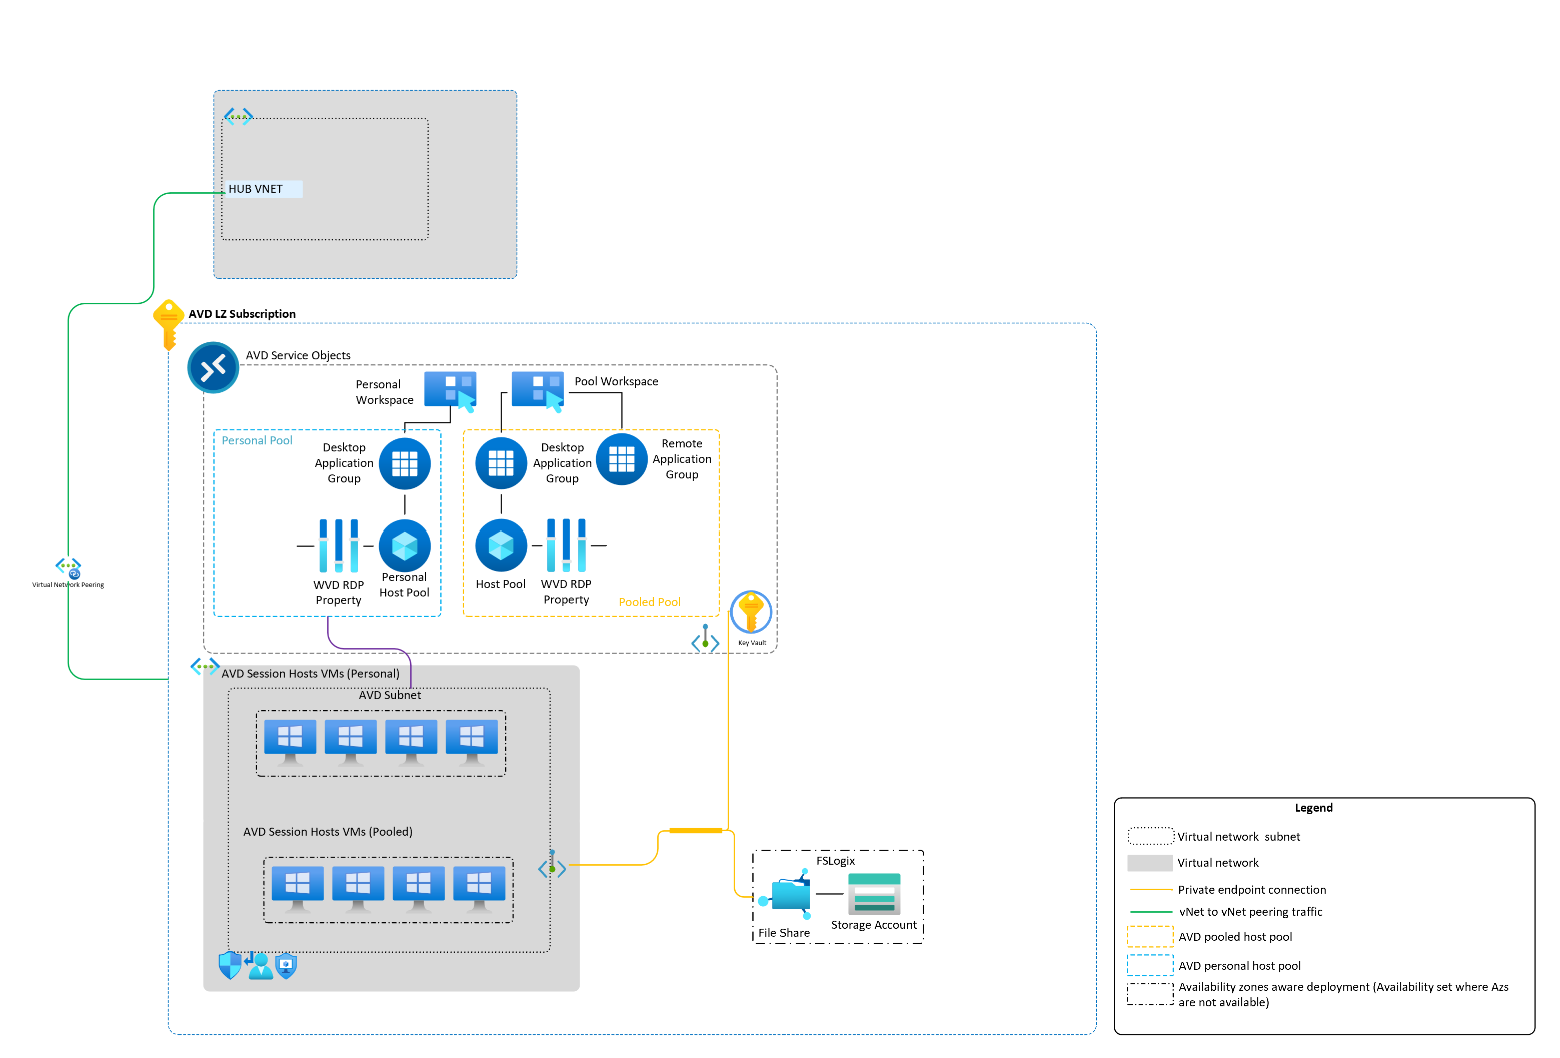 HUB VNET
AVD LZ Subscription
AVD Service Objects
Personal
Workspace
Pool Workspace
Personal Pool
Desktop
Application
Group
Desktop
Application
Group
Remote
Application
Group
WVD RDP
Property
Personal
Host Pool
Host Pool
WVD RDP
Property
Pooled Pool
Key Vault
Virtual Network Peering
AVD Session Hosts VMs (Personal)
AVD Subnet
AVD Session Hosts VMs (Pooled)
FSLogix
File Share
Storage Account
Legend
Virtual network subnet
Virtual network
Private endpoint connection
vNet to vNet peering traffic
AVD pooled host pool
AVD personal host pool
Availability zones aware deployment (Availability set where Azs
are not available)